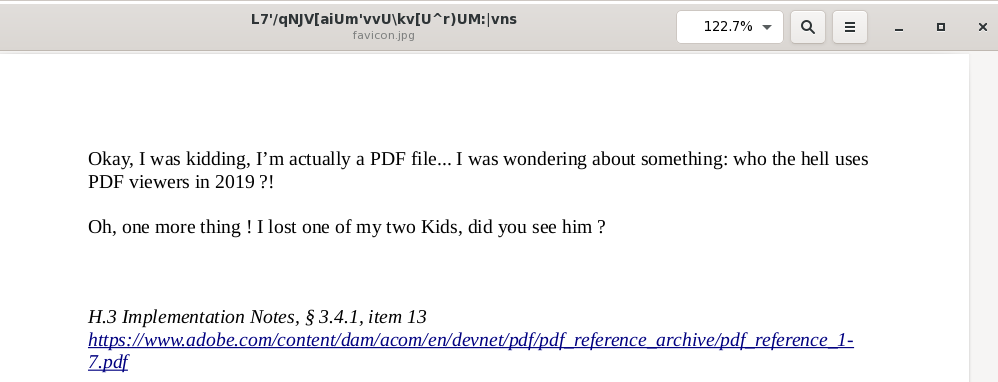 L7'/qNJV[aiUm'vvU\kv[U^r)UM:|vns
122.7%
favicon.jpg
Okay, I was kidding, I’m actually a PDF file... I was wondering about something: who the hell uses
PDF viewers in 2019 ?!
Oh, one more thing ! I lost one of my two Kids, did you see him ?
H.3 Implementation Notes, § 3.4.1, item 13
https://www.adobe.com/content/dam/acom/en/devnet/pdf/pdf_reference_archive/pdf_reference_1-
7.pdf